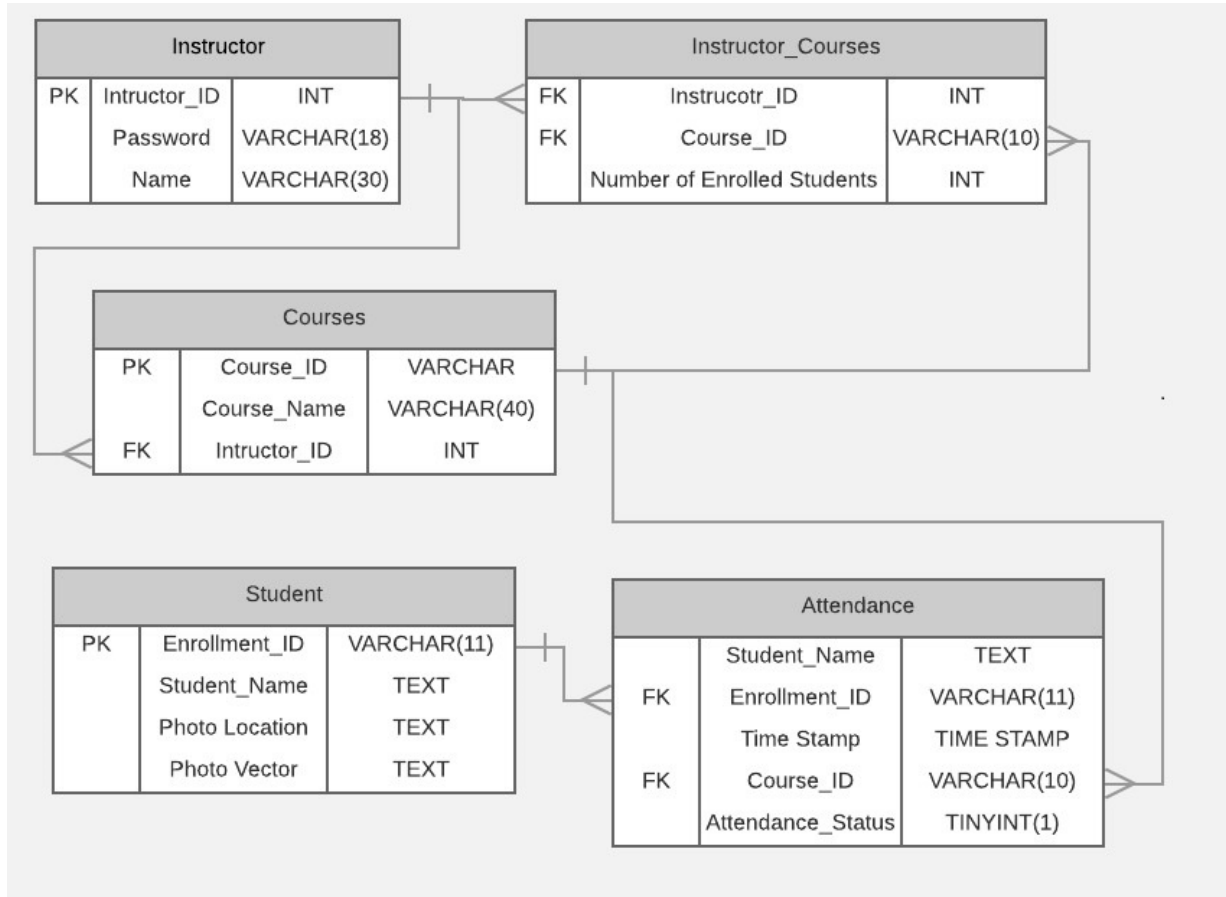 Instructor
PK Intructor_ID INT
Password VARCHAR(18)
Name VARCHAR(30)
Instructor_Courses
FK Instrucotr_ID INT
FK Course_ID VARCHAR(10)
Number of Enrolled Students INT
Courses
PK Course_ID VARCHAR
Course_Name VARCHAR(40)
FK Intructor_ID INT
Student
PK Enrollment_ID VARCHAR(11)
Student_Name TEXT
Photo Location TEXT
Photo Vector TEXT
Attendance
Student_Name TEXT
FK Enrollment_ID VARCHAR(11)
Time Stamp TIME STAMP
FK Course_ID VARCHAR(10)
Attendance_Status TINYINT(1)